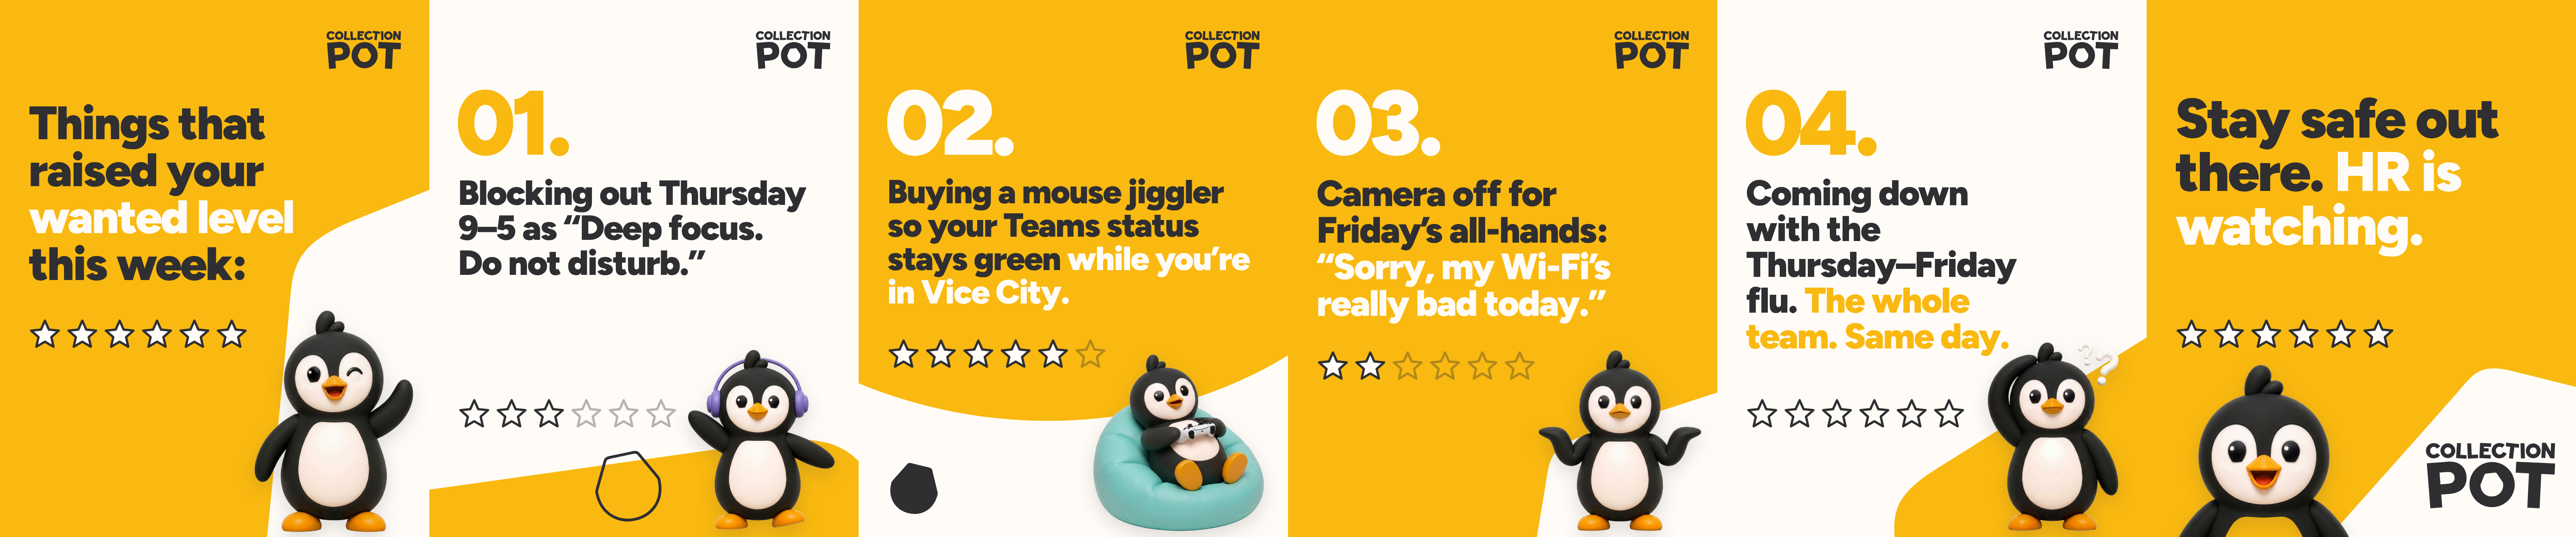 COLLECTION
POT
Things that
raised your
wanted level
this week:
COLLECTION
POT
01.
Blocking out Thursday
9–5 as “Deep focus.
Do not disturb.”
COLLECTION
POT
02.
Buying a mouse jiggler
so your Teams status
stays green while you’re
in Vice City.
COLLECTION
POT
03.
Camera off for
Friday’s all-hands:
“Sorry, my Wi-Fi’s
really bad today.”
COLLECTION
POT
04.
Coming down
with the
Thursday–Friday
flu. The whole
team. Same day.
??
Stay safe out
there. HR is
watching.
COLLECTION
POT